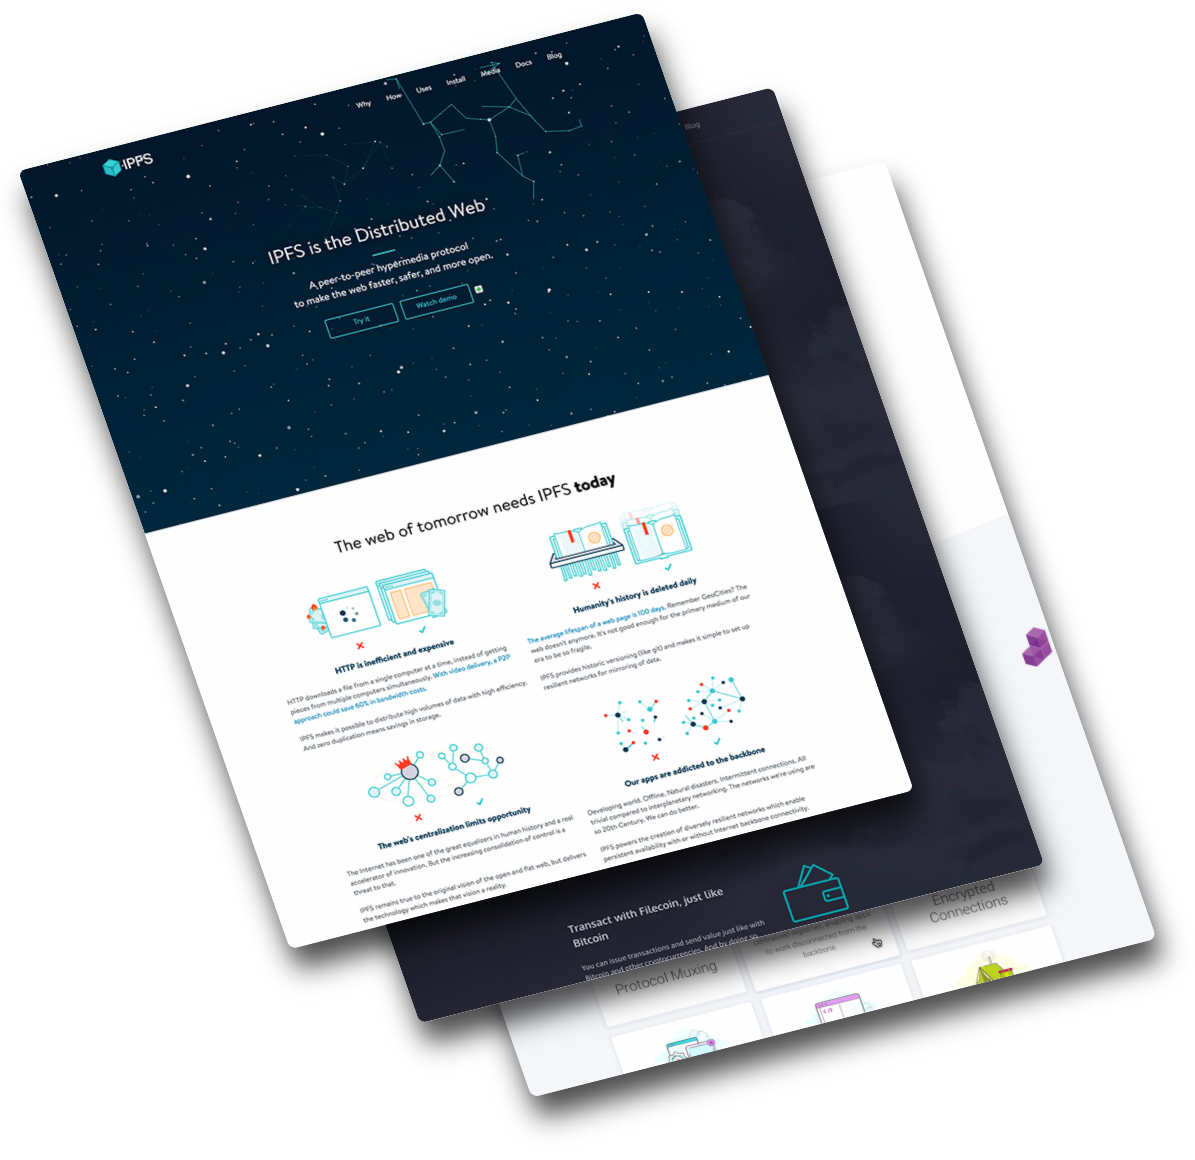 Why How Uses Install Media Docs Blog
IPFS
IPFS is the Distributed Web
A peer-to-peer hypermedia protocol
to make the web faster, safer, and more open.
Try it
Watch demo
The web of tomorrow needs IPFS today
HTTP is inefficient and expensive
HTTP downloads a file from a single computer at a time, instead of getting
pieces from multiple computers simultaneously. With video delivery, a P2P
approach could save 60% in bandwidth costs.
IPFS makes it possible to distribute high volumes of data with high efficiency.
And zero duplication means savings in storage.
Humanity's history is deleted daily
The average lifespan of a web page is 100 days. Remember GeoCities? The
web doesn't anymore. It's not good enough for the primary medium of our
era to be so fragile.
IPFS provides historic versioning (like git) and makes it simple to set up
resilient networks for mirroring of data.
The web's centralization limits opportunity
The Internet has been one of the great equalizers in human history and a real
accelerator of innovation. But the increasing consolidation of control is a
threat to that.
IPFS remains true to the original vision of the open and flat web, but delivers
the technology which makes that vision a reality.
Our apps are addicted to the backbone
Developing world. Offline. Natural disasters. Intermittent connections. All
trivial compared to interplanetary networking. The networks we're using are
so 20th Century. We can do better.
IPFS powers the creation of diversely resilient networks which enable
persistent availability with or without Internet backbone connectivity.
Blog
Transact with Filecoin, just like
Bitcoin
You can issue transactions and send value just like with
Bitcoin and other cryptocurrencies. And by doing so
Protocol Muxing
to work disconnected from the
backbone.
Encrypted
Connections